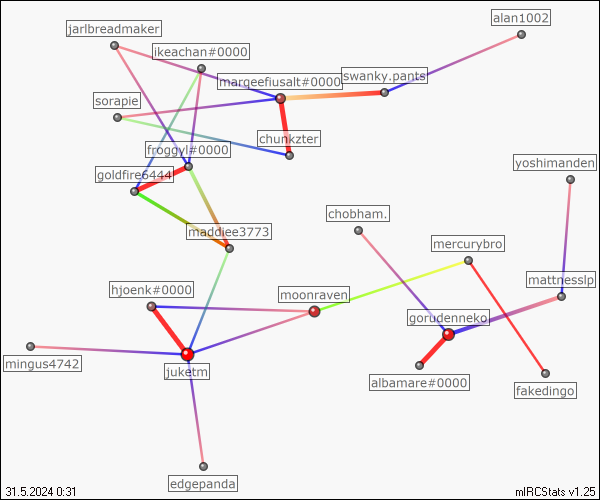 alan1002
jarlbreadmaker
ikeachan#0000
marqeefiusalt#0000
swanky.pants
sorapie
chunkzter
froggyl#0000
yoshimanden
goldfire6444
chobham.
maddiee3773
mercurybro
mattnesslp
hjoenk#0000
moonraven
gorudenneko
mingus4742
juketm
albamare#0000
fakedingo
edgepanda
31.5.2024 0:31
mIRCStats v1.25